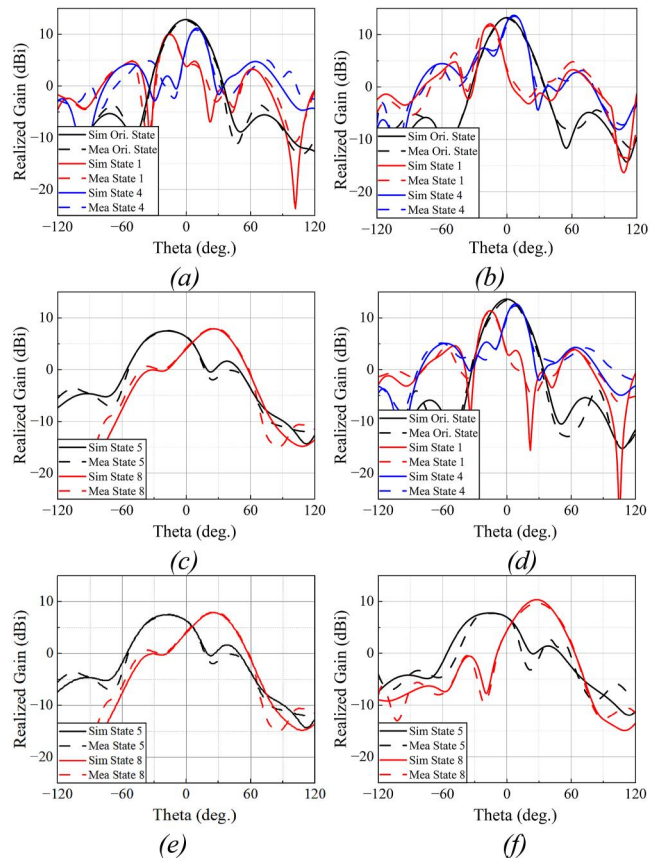 Realized Gain (dBi)
10
0
−10
−20
Sim Ori. State
Mea Ori. State
Sim State 1
Mea State 1
Sim State 4
Mea State 4
−120 −60 0 60 120
Theta (deg.)
(a)
Realized Gain (dBi)
10
0
−10
−20
Sim Ori. State
Mea Ori. State
Sim State 1
Mea State 1
Sim State 4
Mea State 4
−120 −60 0 60 120
Theta (deg.)
(b)
Realized Gain (dBi)
10
0
−10
−20
Sim State 5
Mea State 5
Sim State 8
Mea State 8
−120 −60 0 60 120
Theta (deg.)
(c)
Realized Gain (dBi)
10
0
−10
−20
Sim Ori. State
Mea Ori. State
Sim State 1
Mea State 1
Sim State 4
Mea State 4
−120 −60 0 60 120
Theta (deg.)
(d)
Realized Gain (dBi)
10
0
−10
−20
Sim State 5
Mea State 5
Sim State 8
Mea State 8
−120 −60 0 60 120
Theta (deg.)
(e)
Realized Gain (dBi)
10
0
−10
−20
Sim State 5
Mea State 5
Sim State 8
Mea State 8
−120 −60 0 60 120
Theta (deg.)
(f)